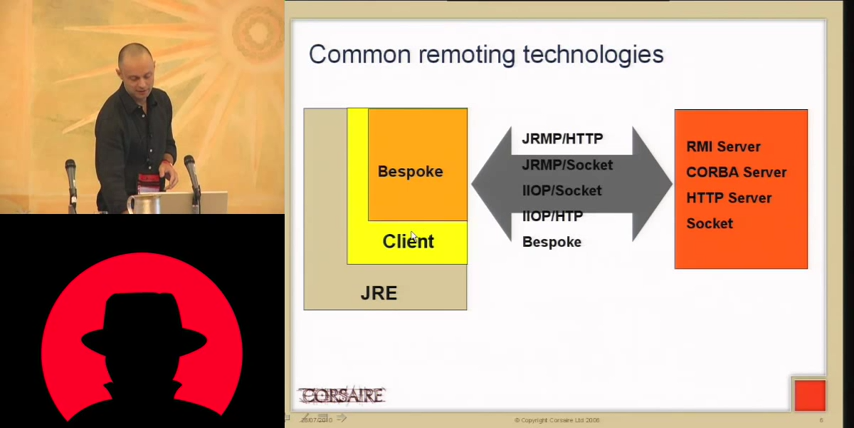 Common remoting technologies
Bespoke
Client
JRE
JRMP/HTTP
JRMP/Socket
IIOP/Socket
IIOP/HTP
Bespoke
RMI Server
CORBA Server
HTTP Server
Socket
CORSAIRE
© Copyright Corsaire Ltd 2006